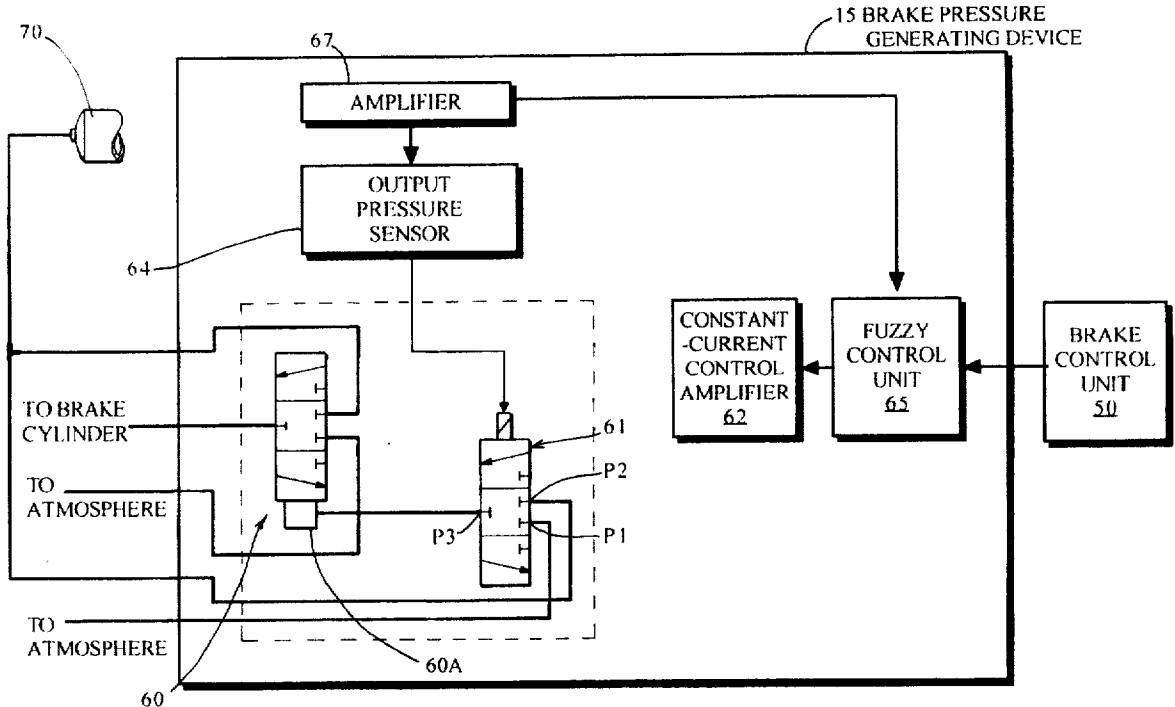 15 BRAKE PRESSURE
GENERATING DEVICE
70
67
AMPLIFIER
OUTPUT
PRESSURE
SENSOR
64
CONSTANT
-CURRENT
CONTROL
AMPLIFIER
62
FUZZY
CONTROL
UNIT
65
BRAKE
CONTROL
UNIT
50
TO BRAKE
CYLINDER
61
P2
TO
ATMOSPHERE
P3
P1
TO
ATMOSPHERE
60A
60